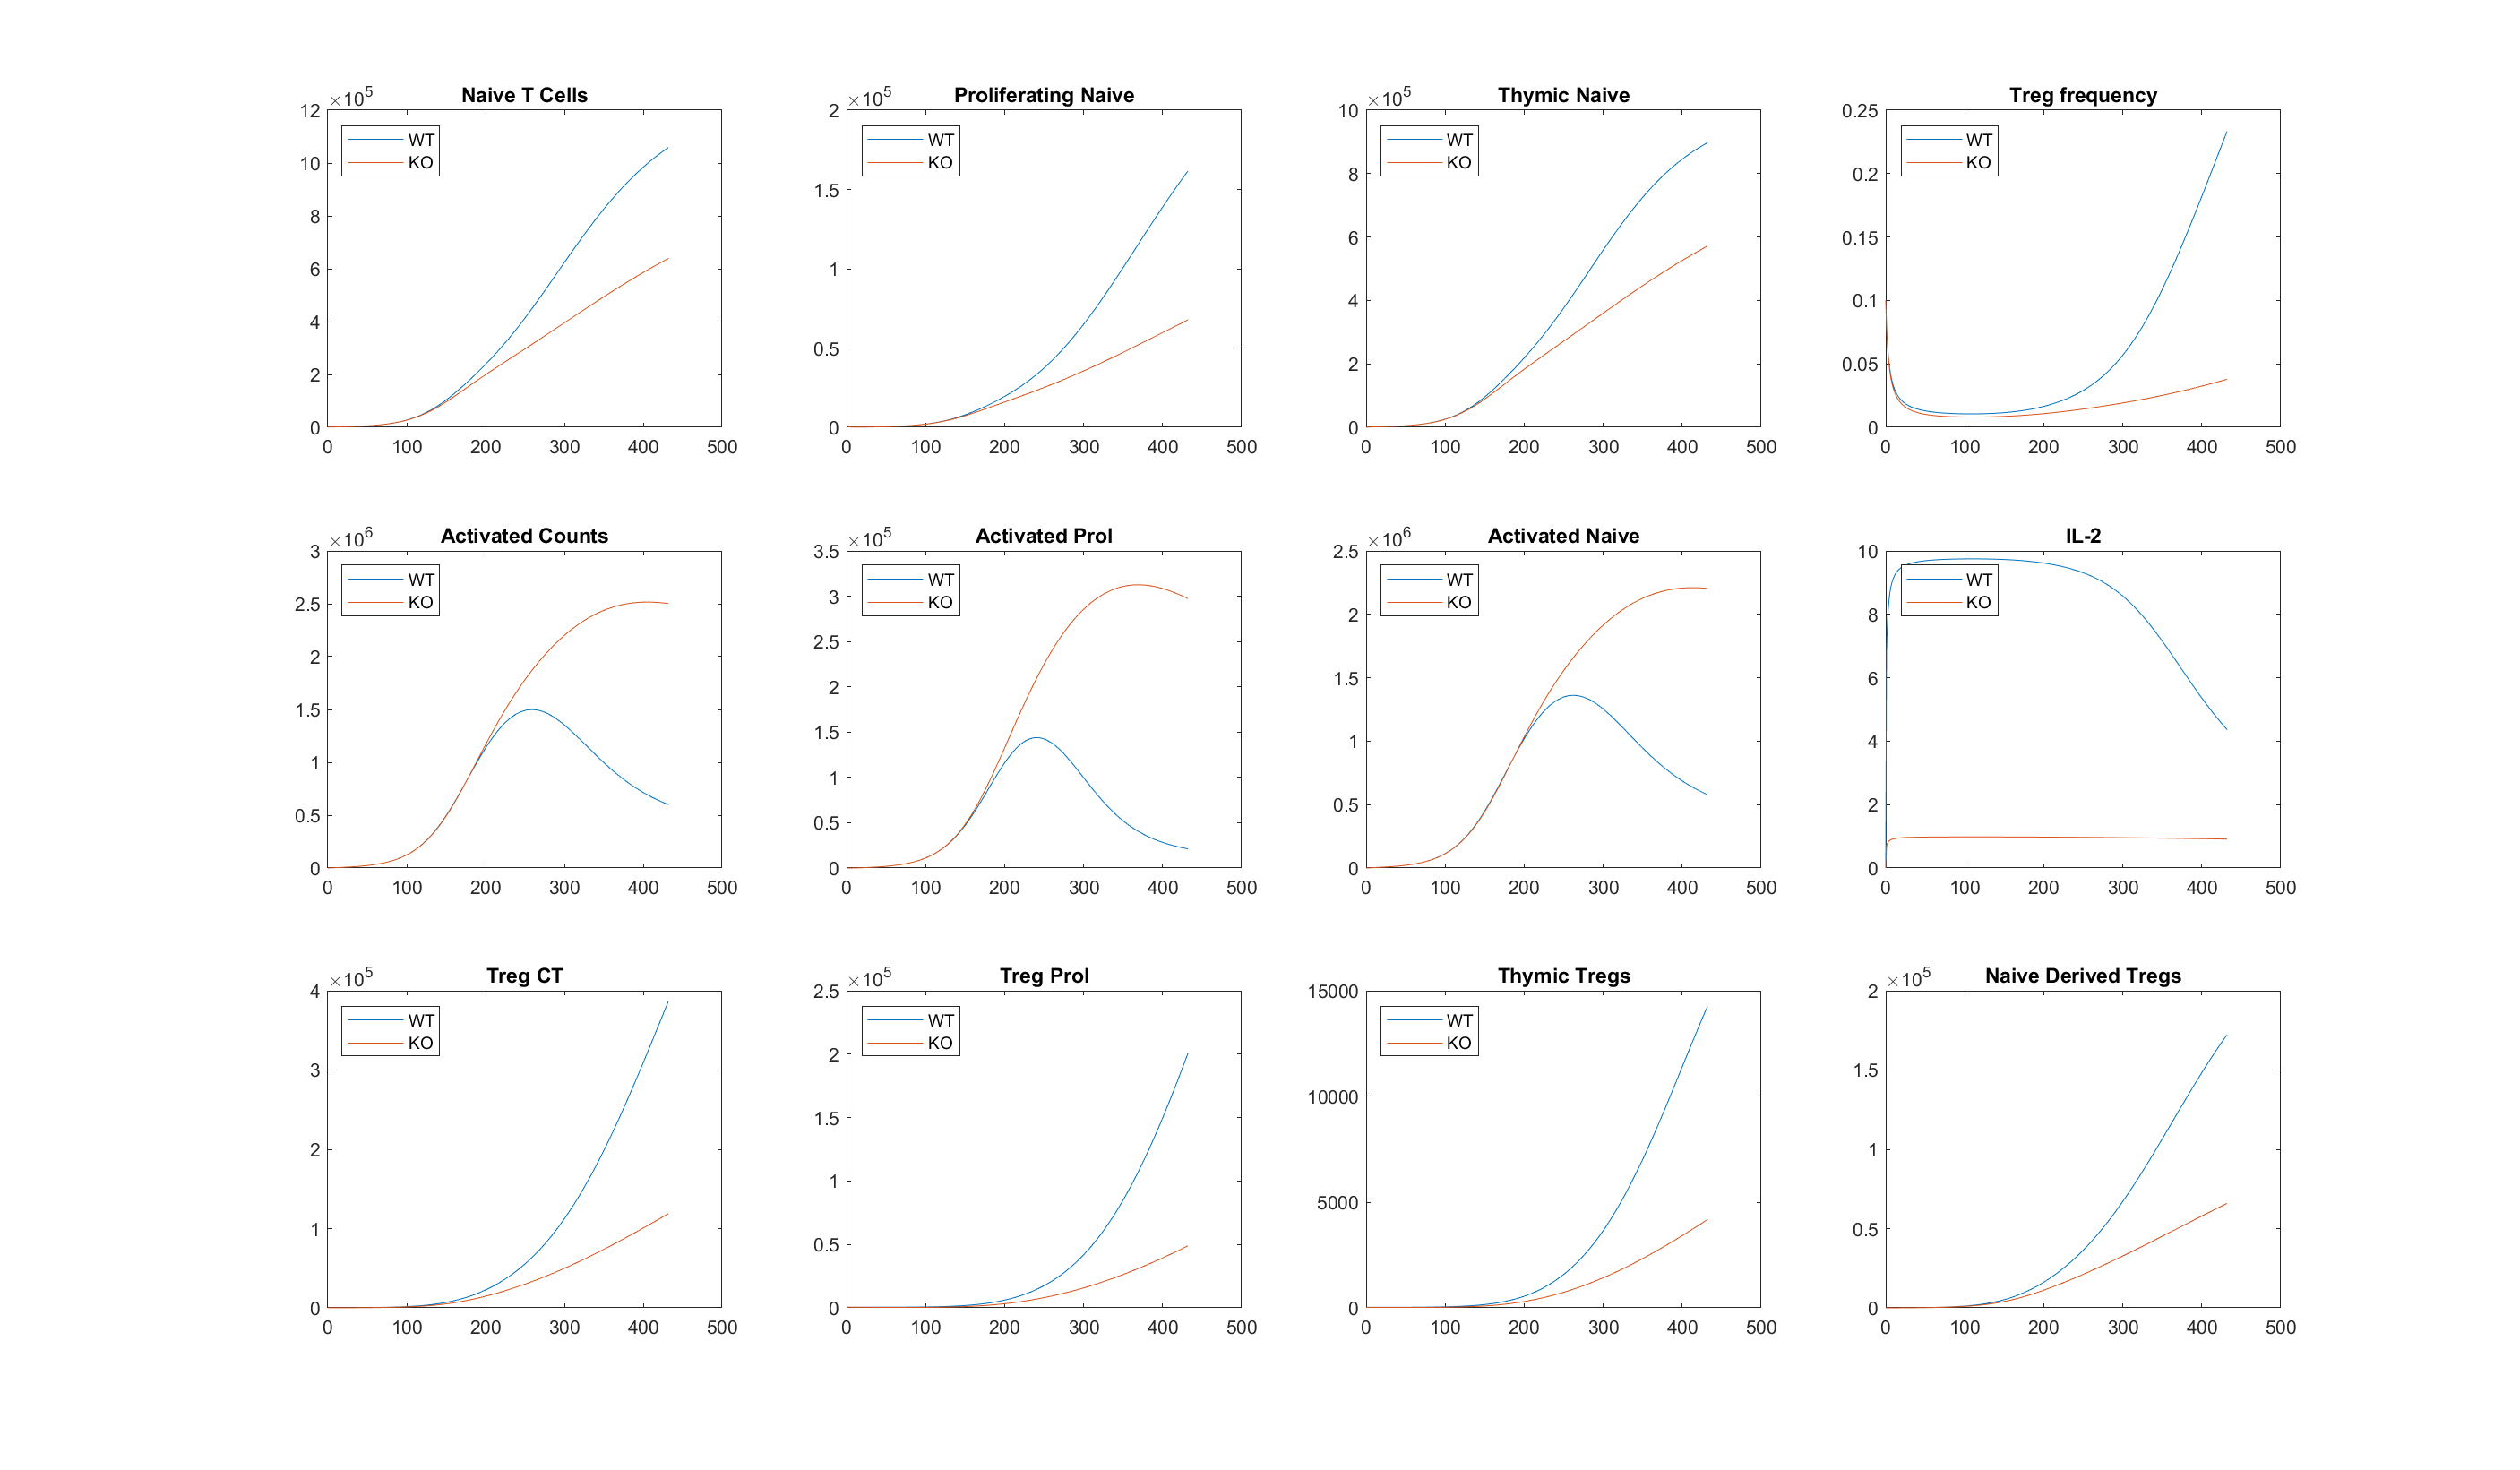 Naive T Cells
×10^5
12
10
8
6
4
2
0
0 100 200 300 400 500
WT
KO
Proliferating Naive
×10^5
2
1.5
1
0.5
0
0 100 200 300 400 500
WT
KO
Thymic Naive
×10^5
10
8
6
4
2
0
0 100 200 300 400 500
WT
KO
Treg frequency
0.25
0.2
0.15
0.1
0.05
0
0 100 200 300 400 500
WT
KO
Activated Counts
×10^6
3
2.5
2
1.5
1
0.5
0
0 100 200 300 400 500
WT
KO
Activated Prol
×10^5
3.5
3
2.5
2
1.5
1
0.5
0
0 100 200 300 400 500
WT
KO
Activated Naive
×10^6
2.5
2
1.5
1
0.5
0
0 100 200 300 400 500
WT
KO
IL-2
10
8
6
4
2
0
0 100 200 300 400 500
WT
KO
Treg CT
×10^5
4
3
2
1
0
0 100 200 300 400 500
WT
KO
Treg Prol
×10^5
2.5
2
1.5
1
0.5
0
0 100 200 300 400 500
WT
KO
Thymic Tregs
15000
10000
5000
0
0 100 200 300 400 500
WT
KO
Naive Derived Tregs
×10^5
2
1.5
1
0.5
0
0 100 200 300 400 500
WT
KO